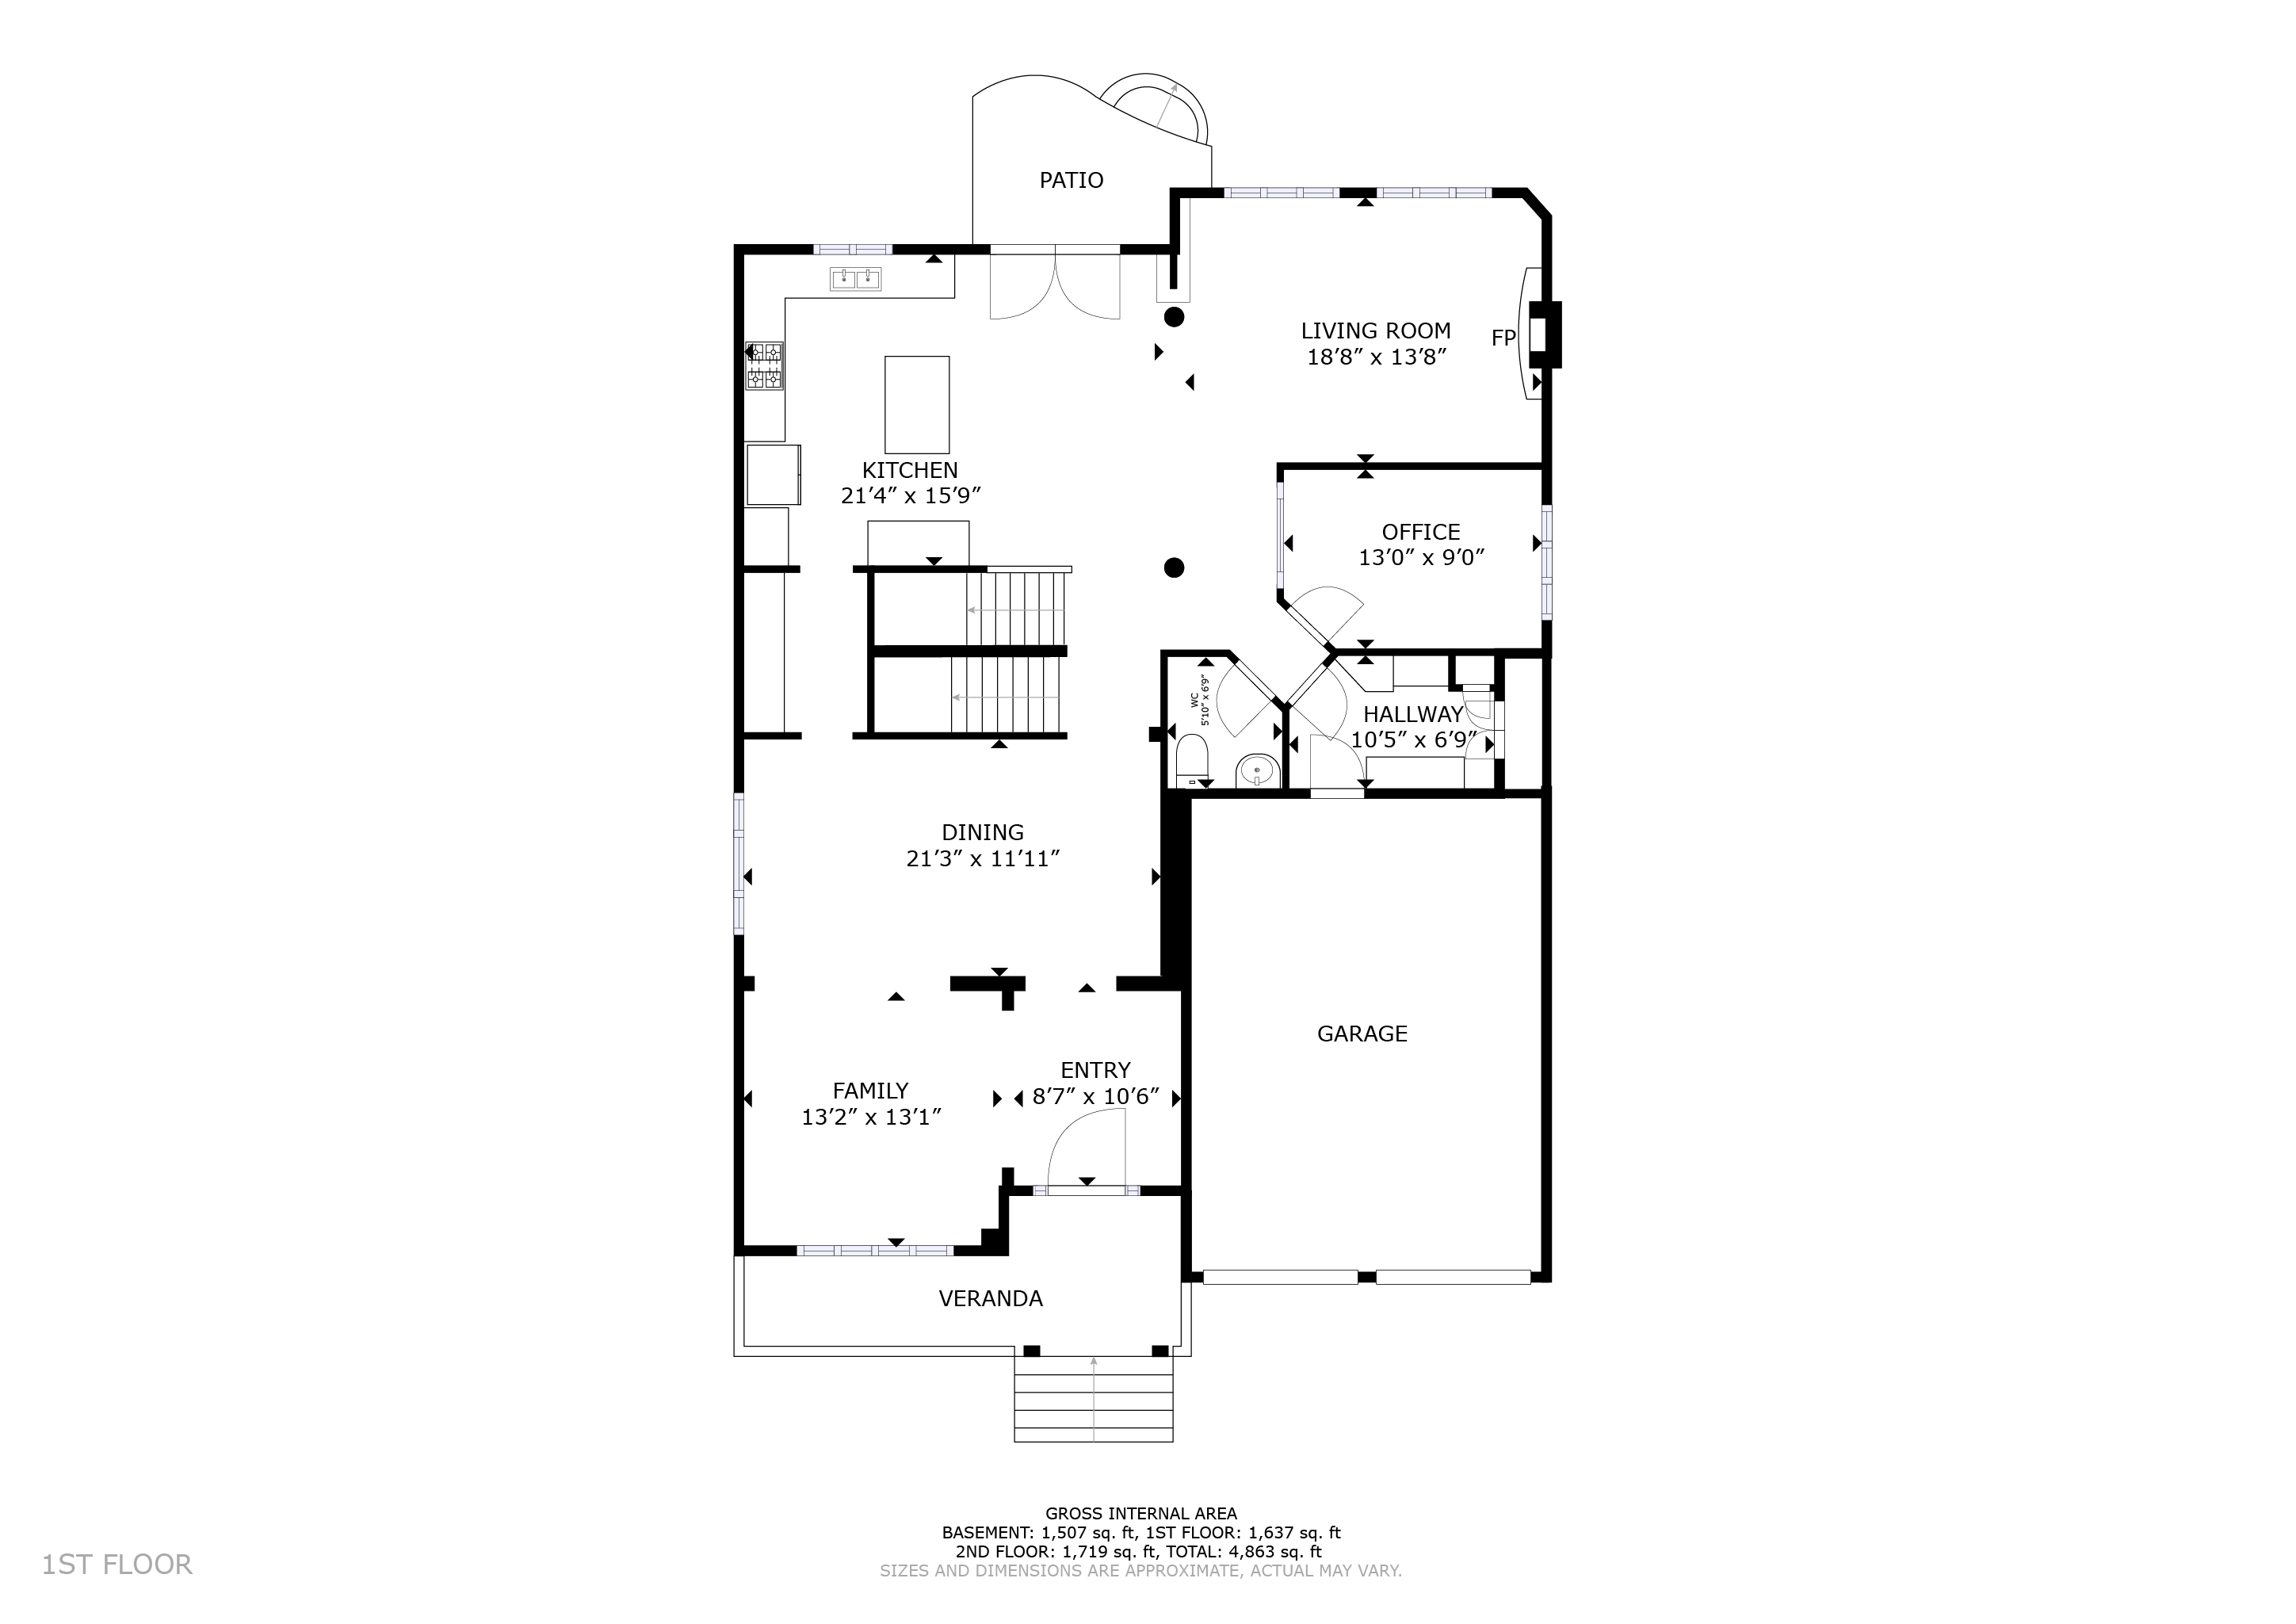 PATIO
LIVING ROOM
18’8” x 13’8”
FP
KITCHEN
21’4” x 15’9”
OFFICE
13’0” x 9’0”
WC
5’10” x 6’9”
HALLWAY
10’5” x 6’9”
DINING
21’3” x 11’11”
GARAGE
ENTRY
8’7” x 10’6”
FAMILY
13’2” x 13’1”
VERANDA
GROSS INTERNAL AREA
BASEMENT: 1,507 sq. ft, 1ST FLOOR: 1,637 sq. ft
2ND FLOOR: 1,719 sq. ft, TOTAL: 4,863 sq. ft
SIZES AND DIMENSIONS ARE APPROXIMATE, ACTUAL MAY VARY.
1ST FLOOR